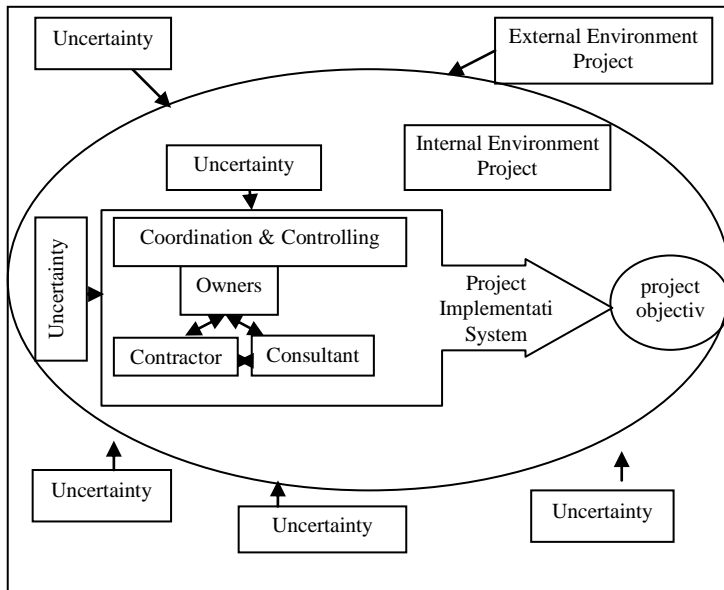 Uncertainty
External Environment
Project
Internal Environment
Project
Uncertainty
Uncertainty
Coordination & Controlling
Owners
Contractor
Consultant
Project
Implementati
System
project
objectiv
Uncertainty
Uncertainty
Uncertainty